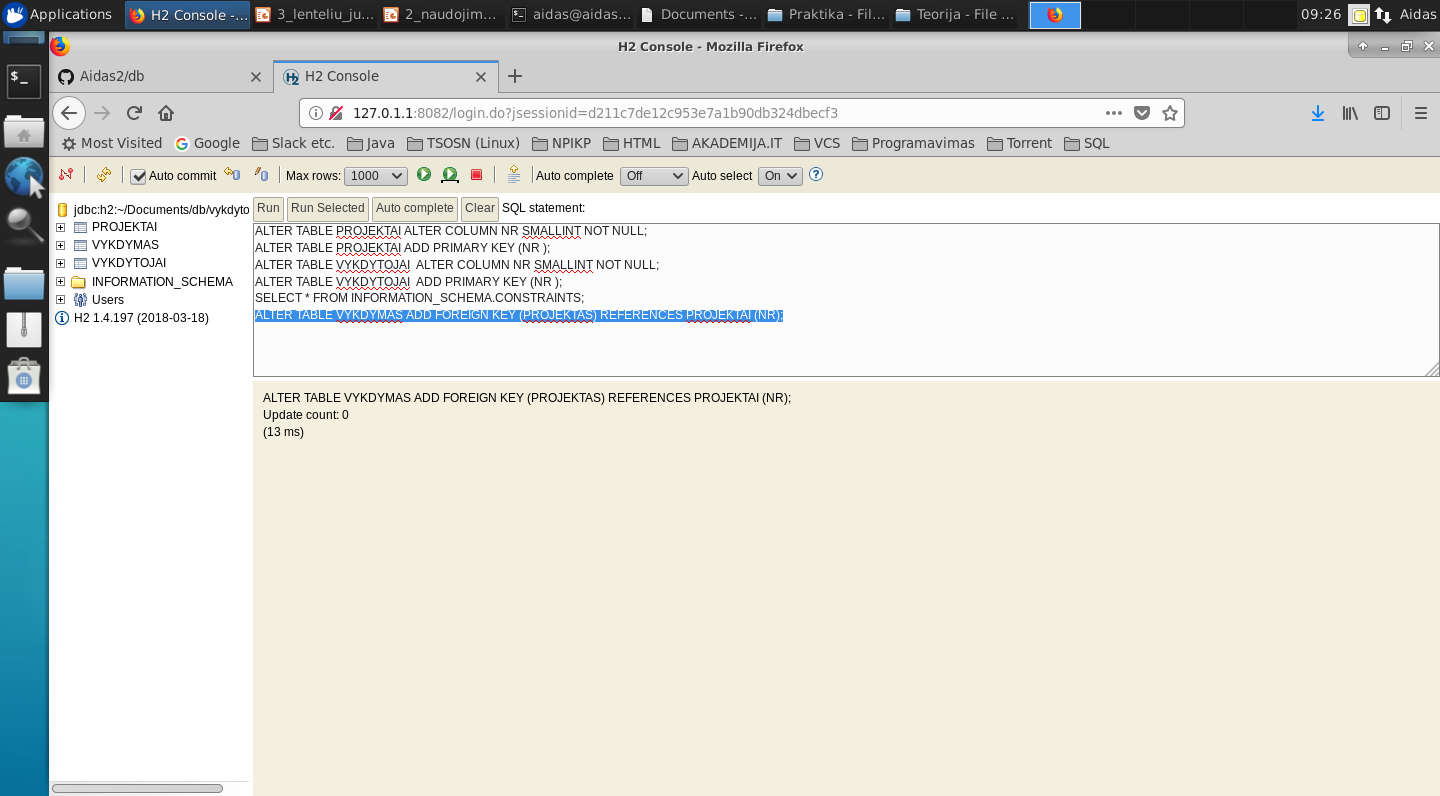 Applications H2 Console -... 3_lenteliu_ju... 2_naudojim... aidas@aidas... Documents -... Praktika - Fil... Teorija - File ... 09:26 Aidas
H2 Console - Mozilla Firefox
Aidas2/db H2 Console
127.0.1.1:8082/login.do?jsessionid=d211c7de12c953e7a1b90db324dbecf3
Most Visited Google Slack etc. Java TSOSN (Linux) NPIKP HTML AKADEMIJA.IT VCS Programavimas Torrent SQL
Auto commit Max rows: 1000 Auto complete Off Auto select On
jdbc:h2:~/Documents/db/vykdyto
PROJEKTAI
VYKDYMAS
VYKDYTOJAI
INFORMATION_SCHEMA
Users
H2 1.4.197 (2018-03-18)
Run Run Selected Auto complete Clear SQL statement:
ALTER TABLE PROJEKTAI ALTER COLUMN NR SMALLINT NOT NULL;
ALTER TABLE PROJEKTAI ADD PRIMARY KEY (NR );
ALTER TABLE VYKDYTOJAI  ALTER COLUMN NR SMALLINT NOT NULL;
ALTER TABLE VYKDYTOJAI  ADD PRIMARY KEY (NR );
SELECT * FROM INFORMATION_SCHEMA.CONSTRAINTS;
ALTER TABLE VYKDYMAS ADD FOREIGN KEY (PROJEKTAS) REFERENCES PROJEKTAI (NR);
ALTER TABLE VYKDYMAS ADD FOREIGN KEY (PROJEKTAS) REFERENCES PROJEKTAI (NR);
Update count: 0
(13 ms)